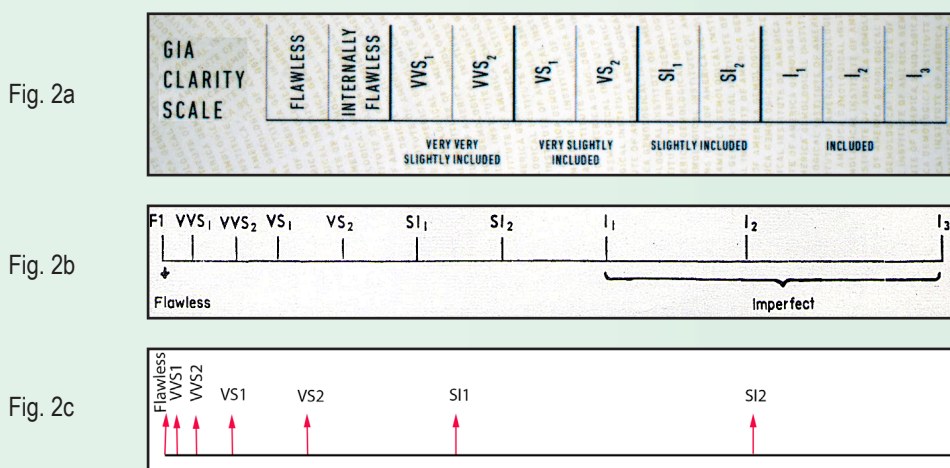 Fig. 2a
GIA
CLARITY
SCALE
FLAWLESS
INTERNALLY
FLAWLESS
VVS1
VVS2
VS1
VS2
SI1
SI2
I1
I2
I3
VERY VERY
SLIGHTLY INCLUDED
VERY SLIGHTLY
INCLUDED
SLIGHTLY INCLUDED
INCLUDED
Fig. 2b
F1 VVS1 VVS2 VS1 VS2 SI1 SI2 I1 I2 I3
Flawless
Imperfect
Fig. 2c
Flawless
VVS1
VVS2
VS1
VS2
SI1
SI2